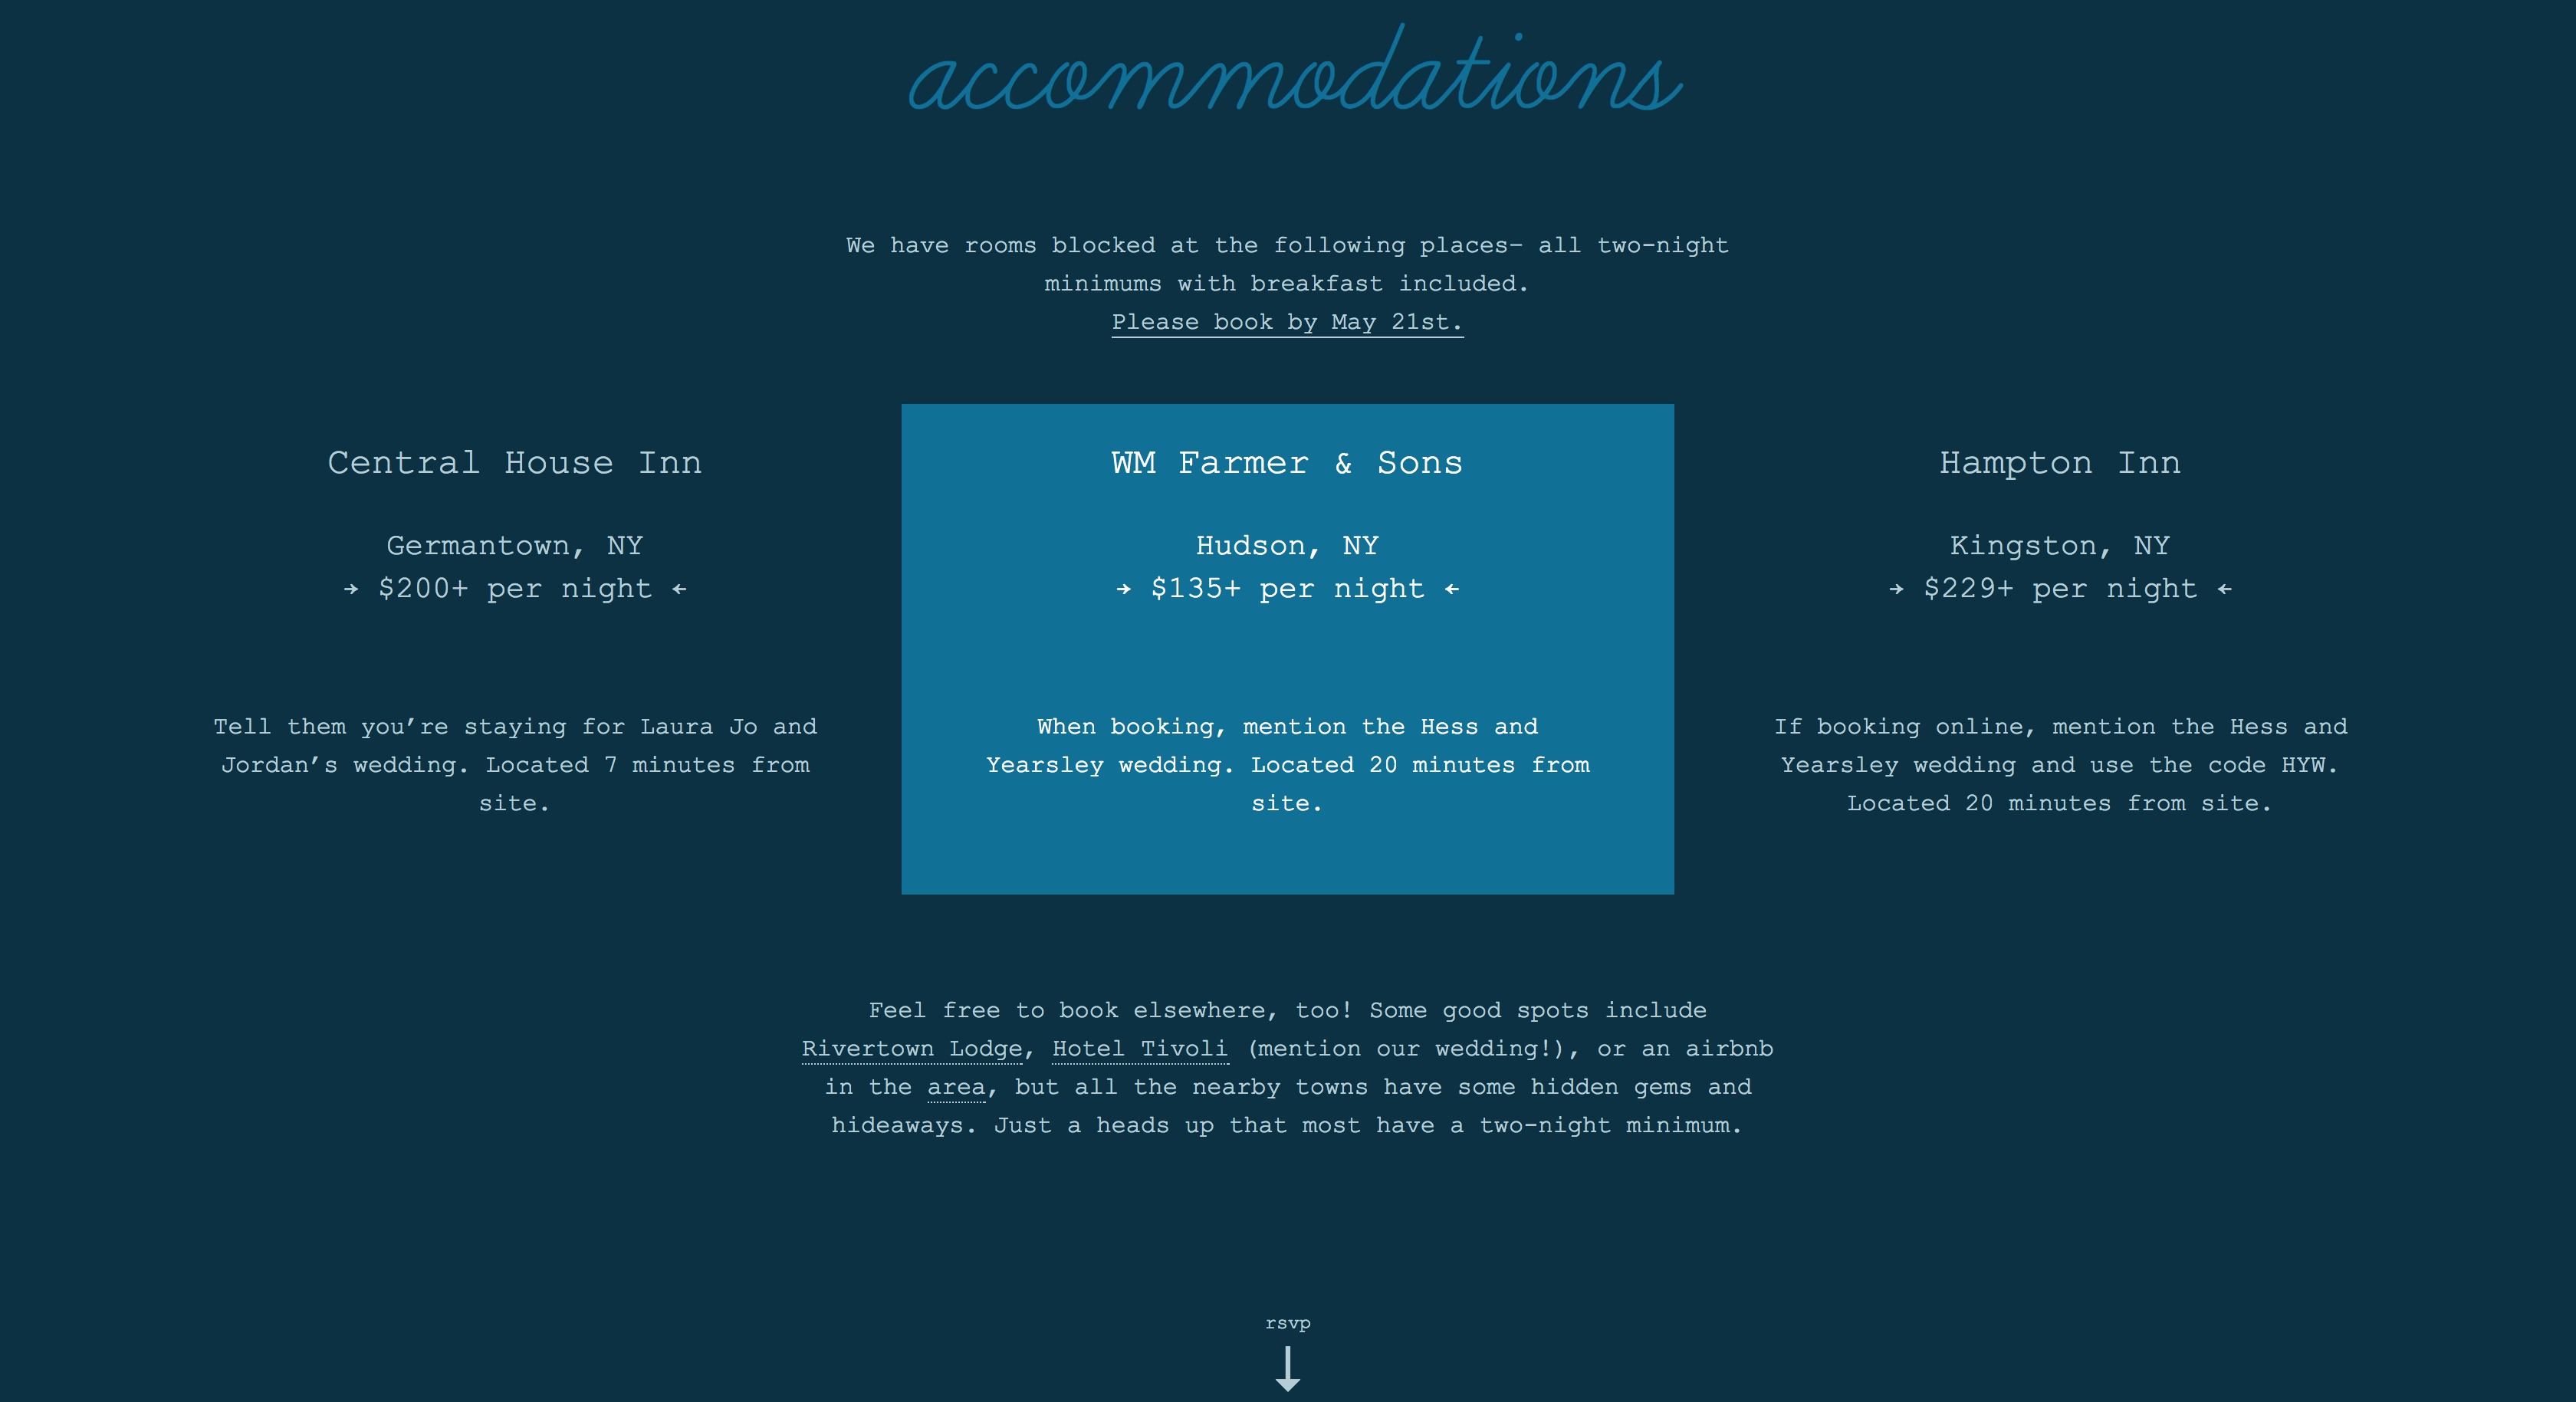 accommodations
We have rooms blocked at the following places– all two-night
minimums with breakfast included.
Please book by May 21st.
Central House Inn
Germantown, NY
→ $200+ per night ←
Tell them you’re staying for Laura Jo and
Jordan’s wedding. Located 7 minutes from
site.
WM Farmer & Sons
Hudson, NY
→ $135+ per night ←
When booking, mention the Hess and
Yearsley wedding. Located 20 minutes from
site.
Hampton Inn
Kingston, NY
→ $229+ per night ←
If booking online, mention the Hess and
Yearsley wedding and use the code HYW.
Located 20 minutes from site.
Feel free to book elsewhere, too! Some good spots include
Rivertown Lodge, Hotel Tivoli (mention our wedding!), or an airbnb
in the area, but all the nearby towns have some hidden gems and
hideaways. Just a heads up that most have a two-night minimum.
rsvp